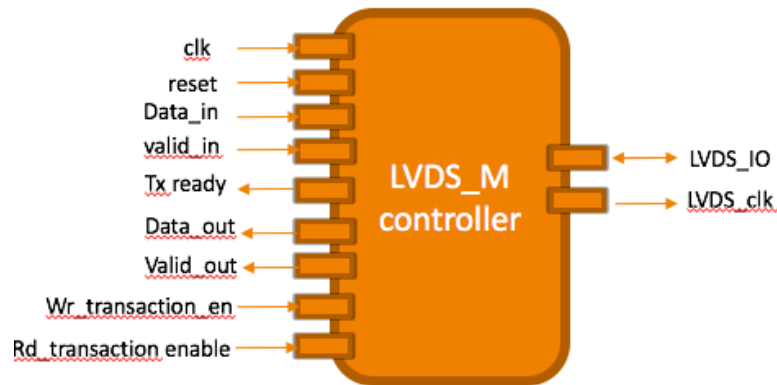 clk
reset
Data_in
valid_in
Tx ready
Data_out
Valid_out
Wr_transaction_en
Rd_transaction enable
LVDS_M
controller
LVDS_IO
LVDS_clk